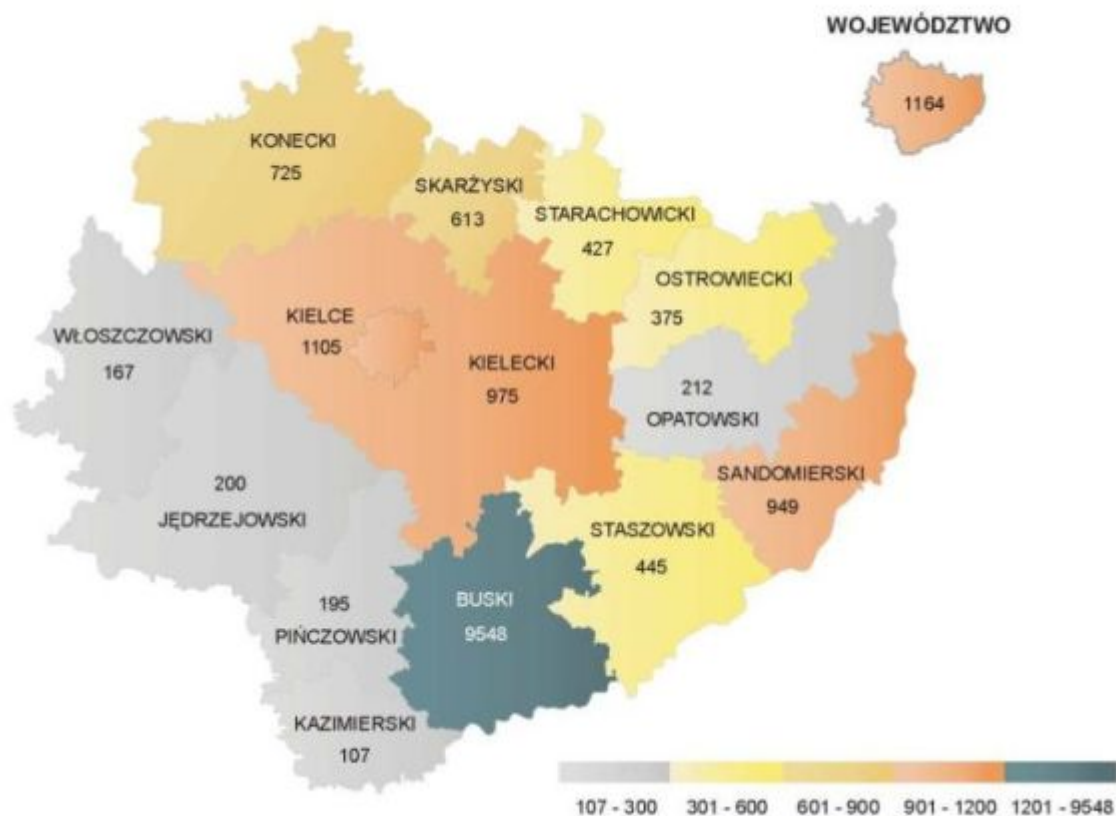 WOJEWÓDZTWO
1164
KONECKI
725
SKARŻYSKI
613
STARACHOWICKI
427
OSTROWIECKI
375
WŁOSZCZOWSKI
167
KIELCE
1105
KIELECKI
975
212
OPATOWSKI
SANDOMIERSKI
949
200
JĘDRZEJOWSKI
STASZOWSKI
445
195
PIŃCZOWSKI
BUSKI
9548
KAZIMIERSKI
107
107 - 300 301 - 600 601 - 900 901 - 1200 1201 - 9548